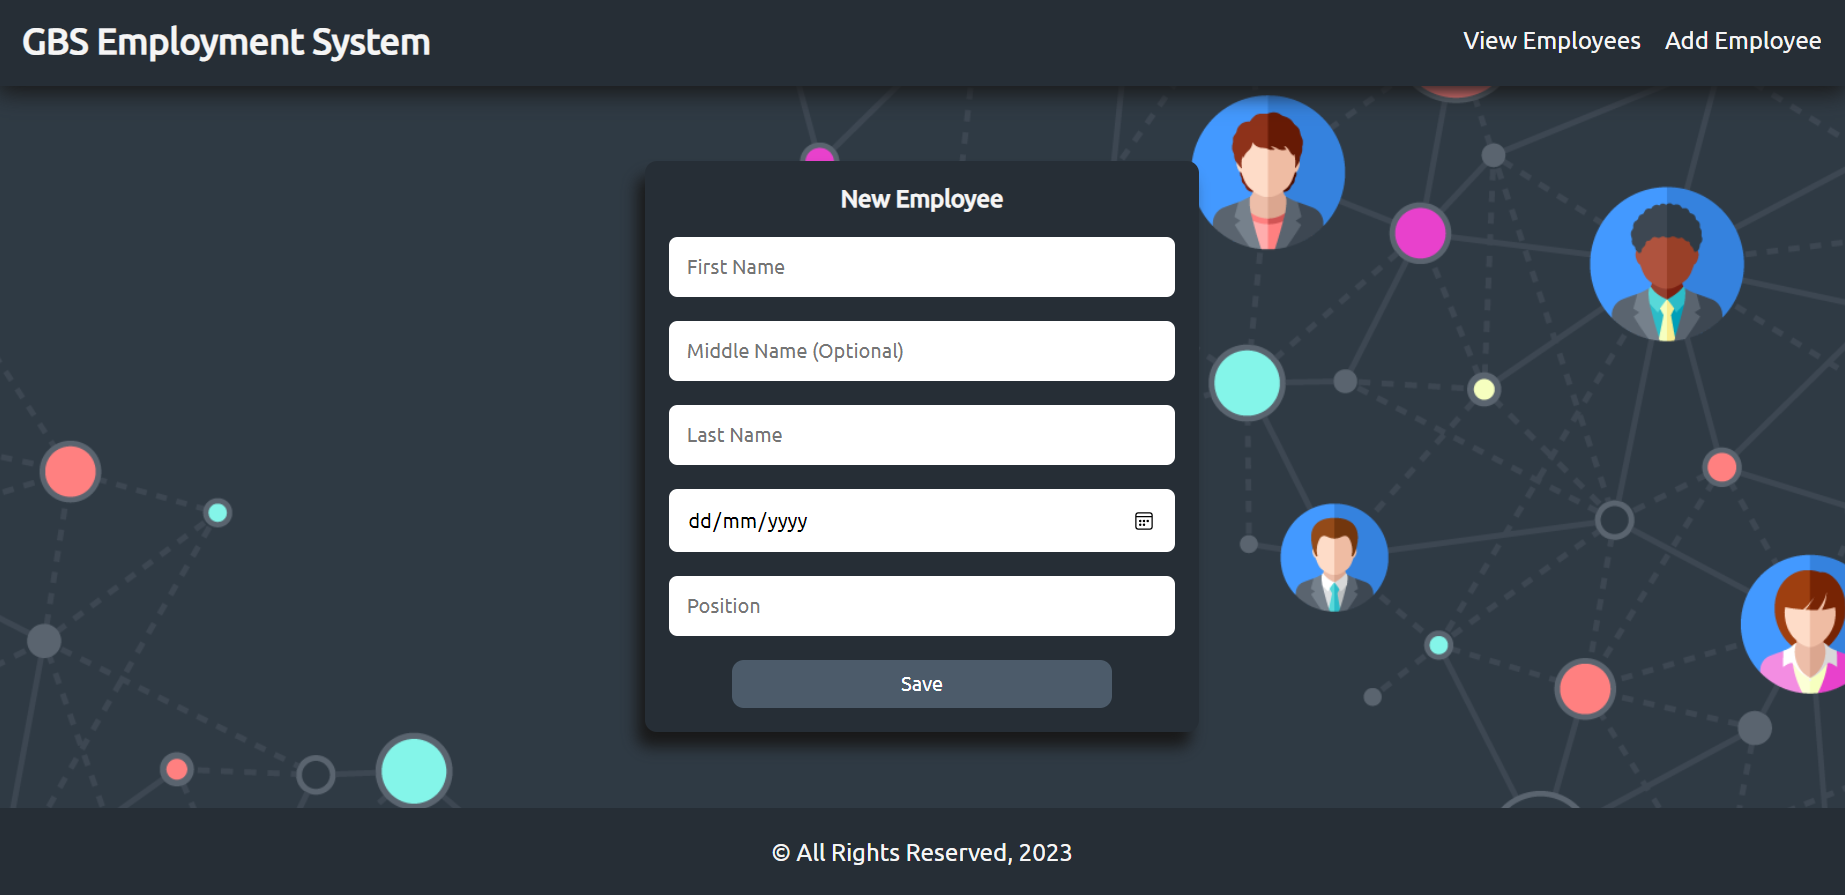 GBS Employment System
View Employees Add Employee
New Employee
First Name
Middle Name (Optional)
Last Name
dd/mm/yyyy
Position
Save
© All Rights Reserved, 2023